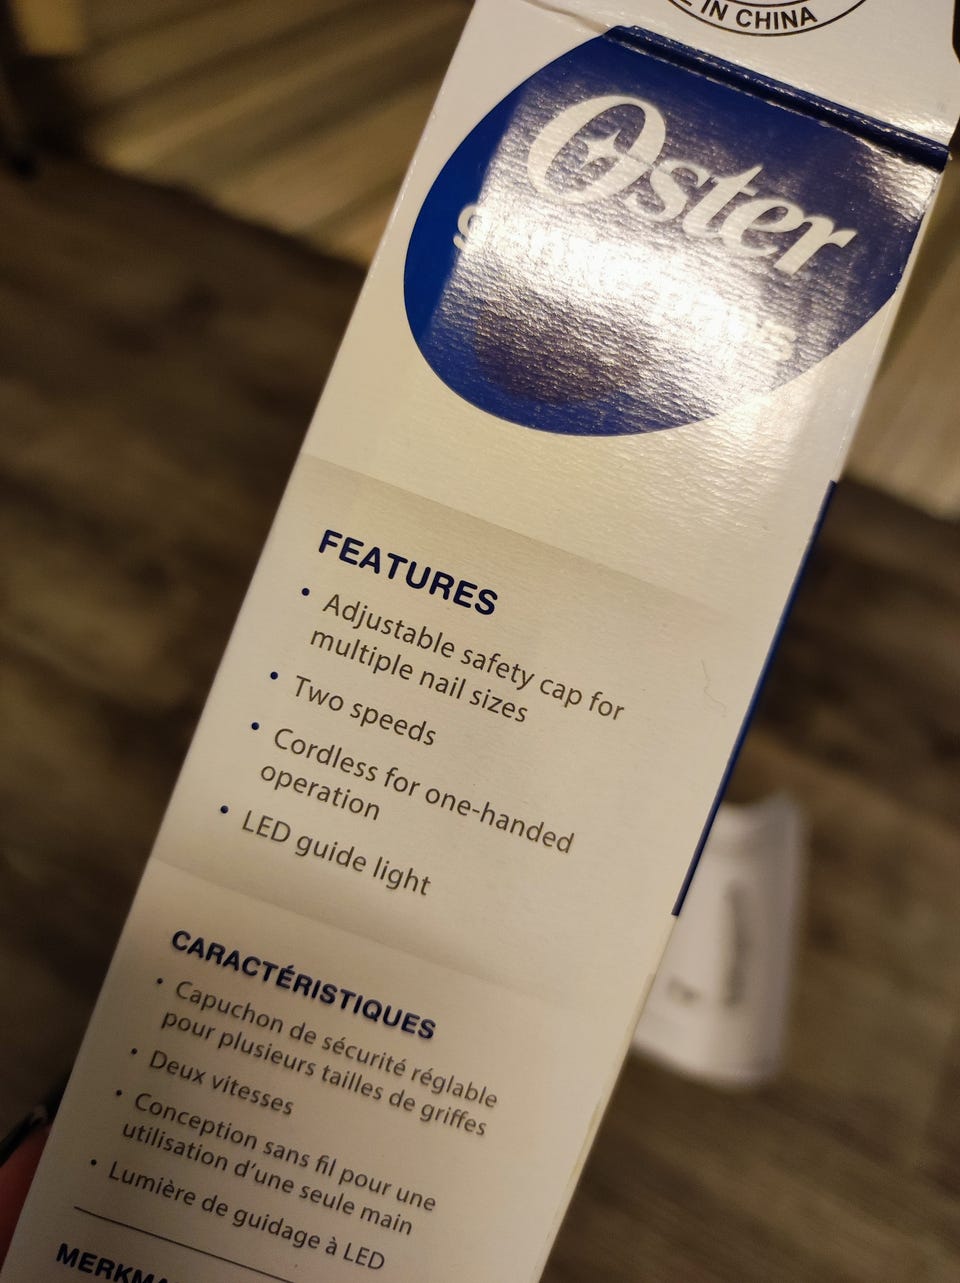 IN CHINA
Oster
FEATURES
• Adjustable safety cap for
multiple nail sizes
• Two speeds
• Cordless for one-handed
operation
• LED guide light
CARACTÉRISTIQUES
• Capuchon de sécurité réglable
pour plusieurs tailles de griffes
• Deux vitesses
• Conception sans fil pour une
utilisation d'une seule main
• Lumière de guidage à LED